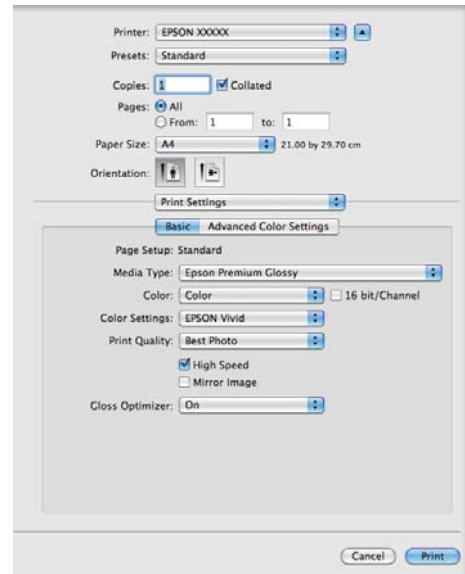 Printer: EPSON XXXXX
Presets: Standard
Copies: 1 Collated
Pages: All
From: 1 to: 1
Paper Size: A4 21.00 by 29.70 cm
Orientation:
Print Settings
Basic Advanced Color Settings
Page Setup: Standard
Media Type: Epson Premium Glossy
Color: Color 16 bit/Channel
Color Settings: EPSON Vivid
Print Quality: Best Photo
High Speed
Mirror Image
Gloss Optimizer: On
Cancel Print